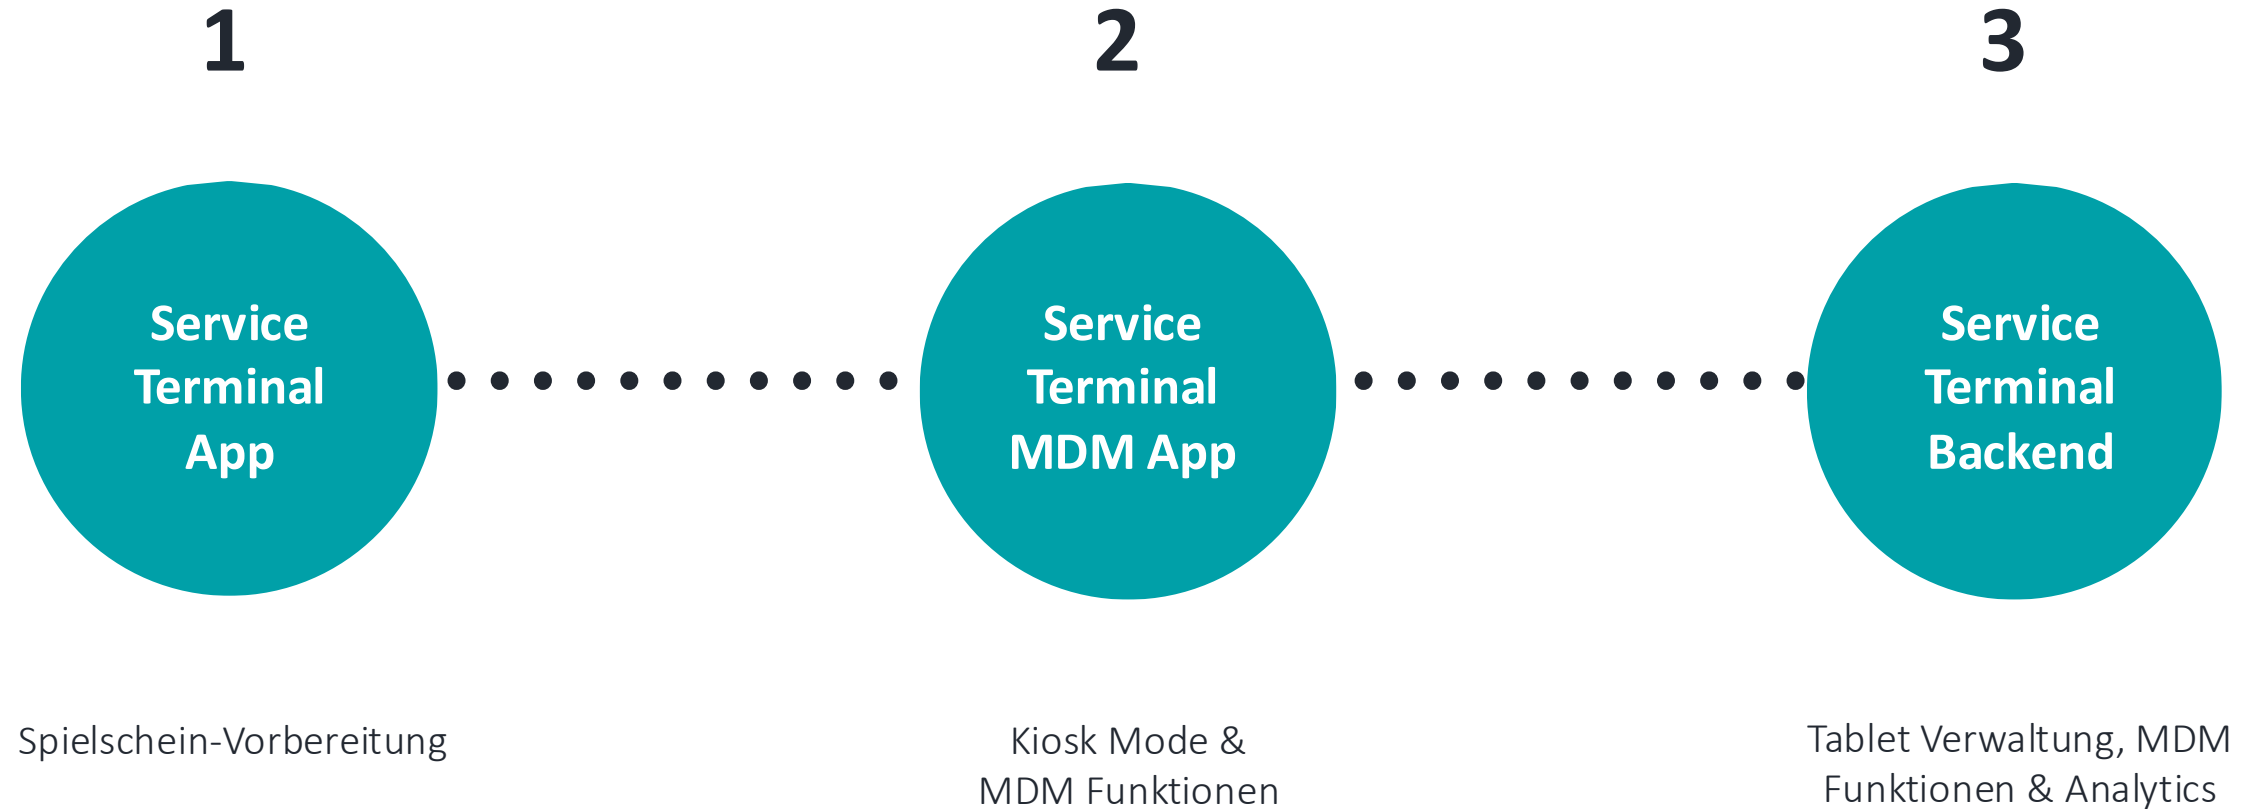 1
Service
Terminal
App
Spielschein-Vorbereitung
2
Service
Terminal
MDM App
Kiosk Mode &
MDM Funktionen
3
Service
Terminal
Backend
Tablet Verwaltung, MDM
Funktionen & Analytics